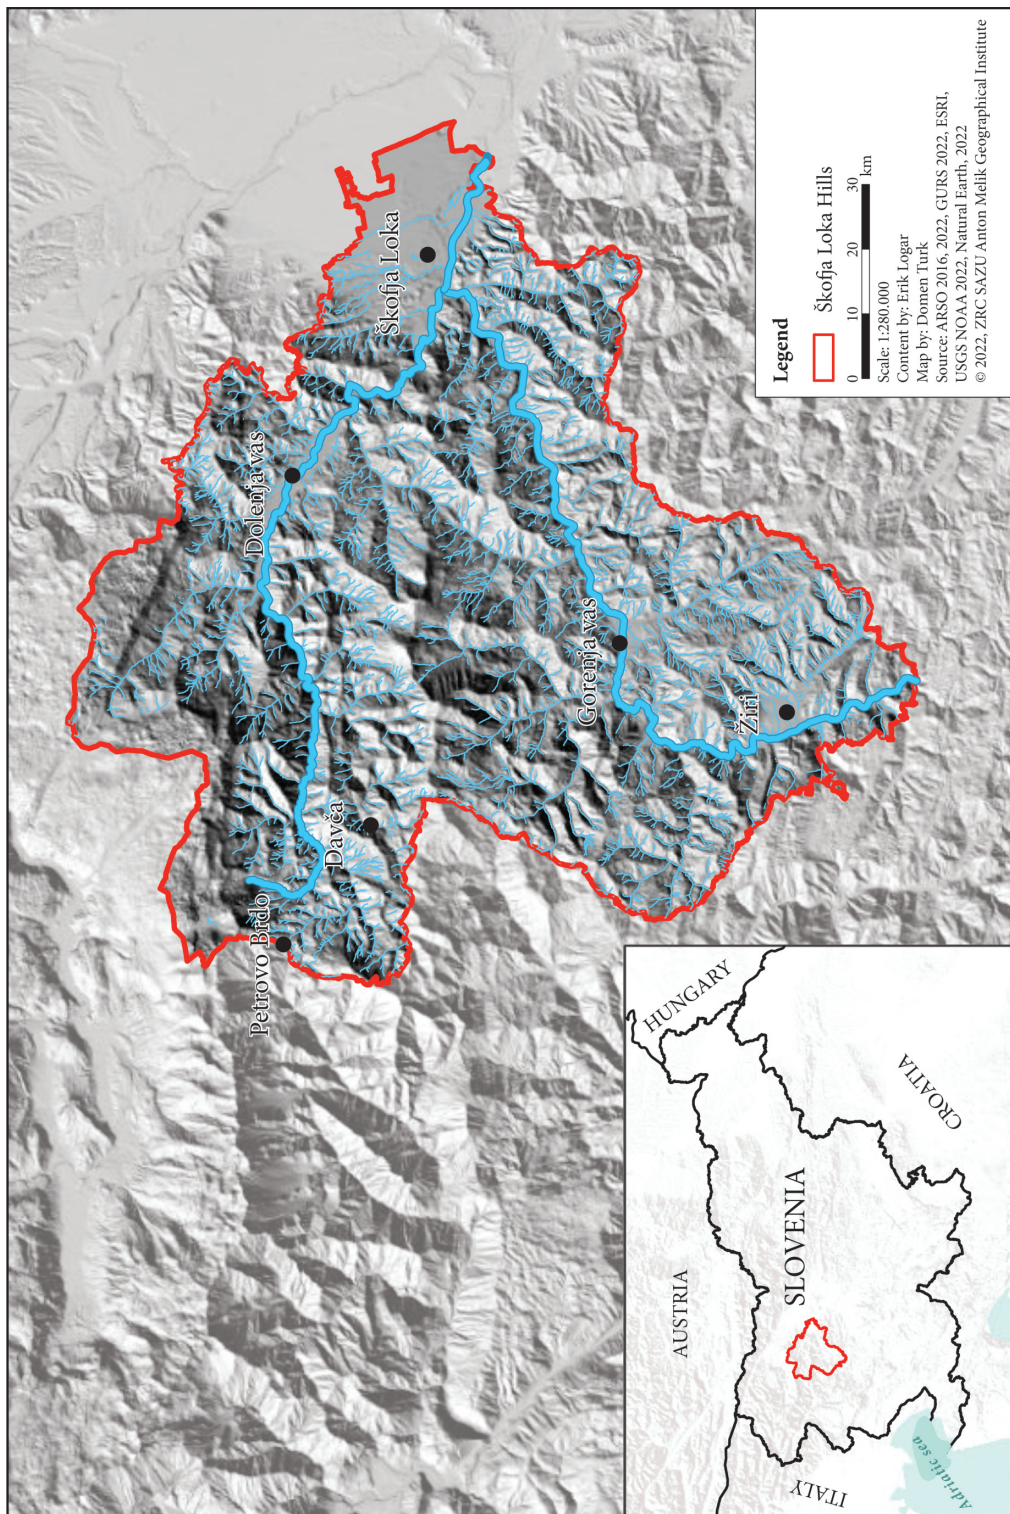 Petrovo Brdo
Davča
Dolenja vas
Škofja Loka
Gorenja vas
Žiri
AUSTRIA
HUNGARY
SLOVENIA
CROATIA
ITALY
Adriatic sea
Legend
Škofja Loka Hills
0 10 20 30
km
Scale: 1:280.000
Content by: Erik Logar
Map by: Domen Turk
Source: ARSO 2016, 2022, GURS 2022, ESRI,
USGS NOAA 2022, Natural Earth, 2022
© 2022, ZRC SAZU Anton Melik Geographical Institute